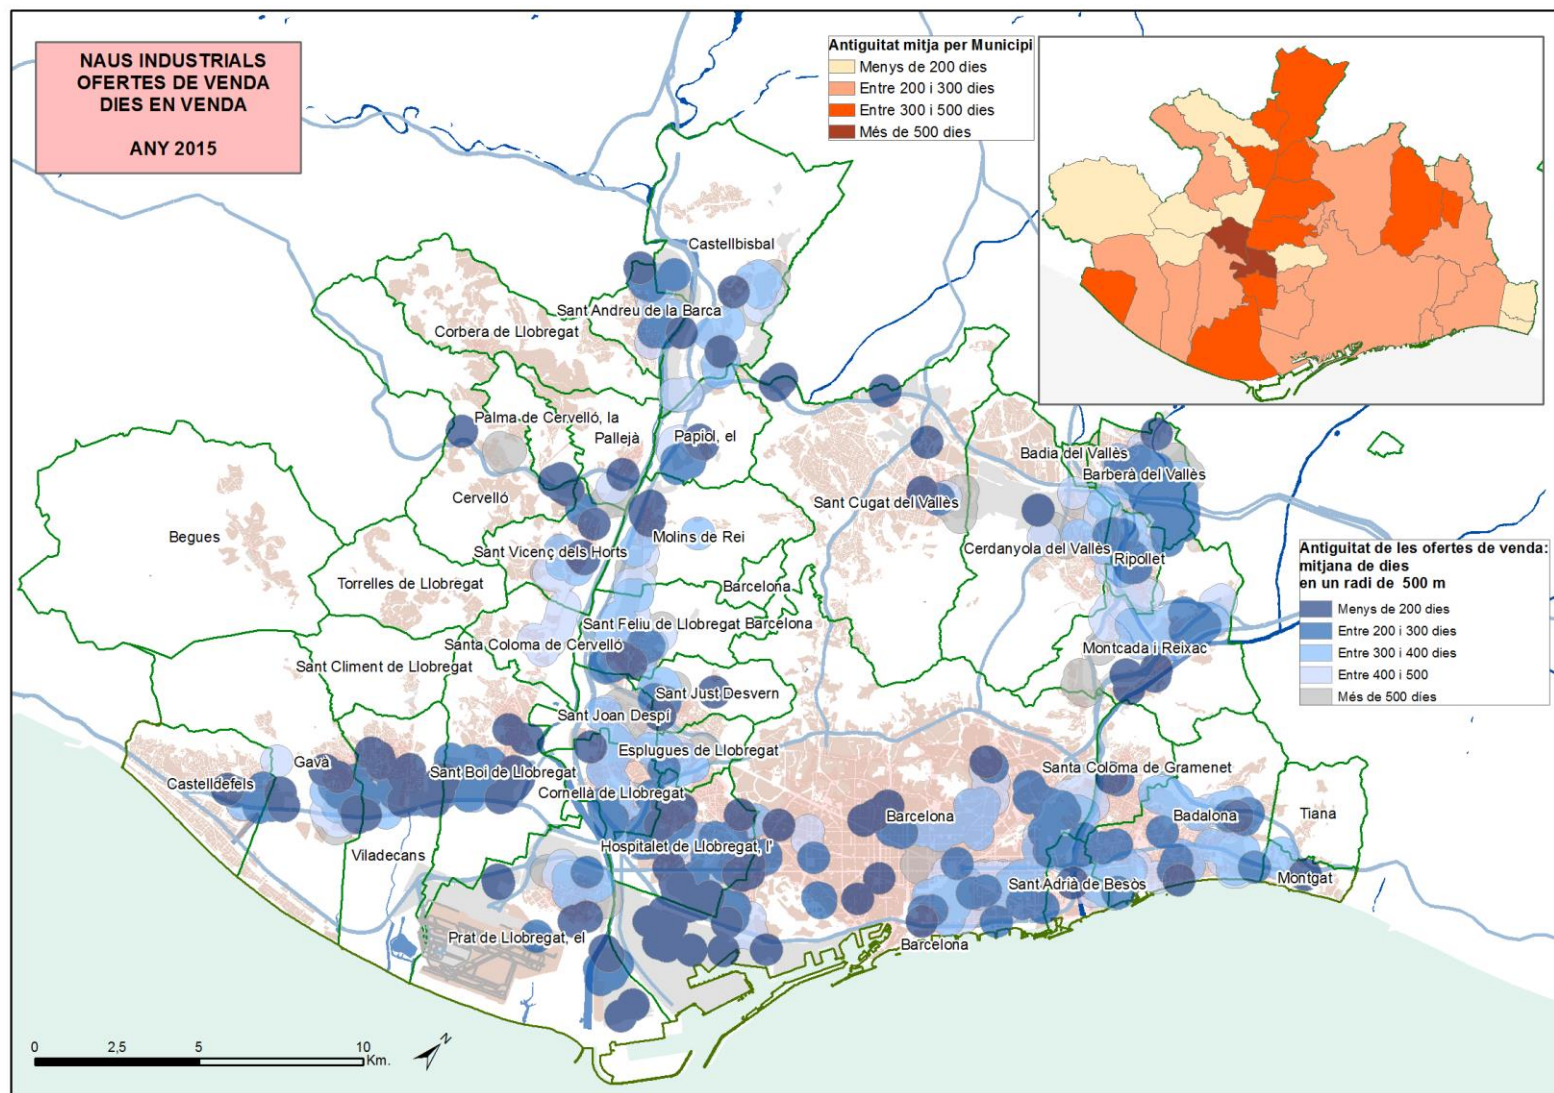 NAUS INDUSTRIALS
OFERTES DE VENDA
DIES EN VENDA
ANY 2015
Antiguitat mitja per Municipi
Menys de 200 dies
Entre 200 i 300 dies
Entre 300 i 500 dies
Més de 500 dies
Castellbisbal
Sant Andreu de la Barca
Corbera de Llobregat
Palma de Cervelló, la
Pallejà
Papiol, el
Badia del Vallès
Barberà del Vallès
Cervelló
Sant Cugat del Vallès
Begues
Molins de Rei
Sant Vicenç dels Horts
Cerdanyola del Vallès
Ripollet
Torrelles de Llobregat
Barcelona
Sant Feliu de Llobregat
Barcelona
Santa Coloma de Cervelló
Montcada i Reixac
Sant Climent de Llobregat
Sant Just Desvern
Sant Joan Despí
Esplugues de Llobregat
Gavà
Sant Boi de Llobregat
Santa Coloma de Gramenet
Castelldefels
Cornellà de Llobregat
Barcelona
Badalona
Tiana
Viladecans
Hospitalet de Llobregat, l'
Sant Adrià de Besòs
Montgat
Prat de Llobregat, el
Barcelona
Antiguitat de les ofertes de venda:
mitjana de dies
en un radi de 500 m
Menys de 200 dies
Entre 200 i 300 dies
Entre 300 i 400 dies
Entre 400 i 500
Més de 500 dies
0 2,5 5 10
Km.
N